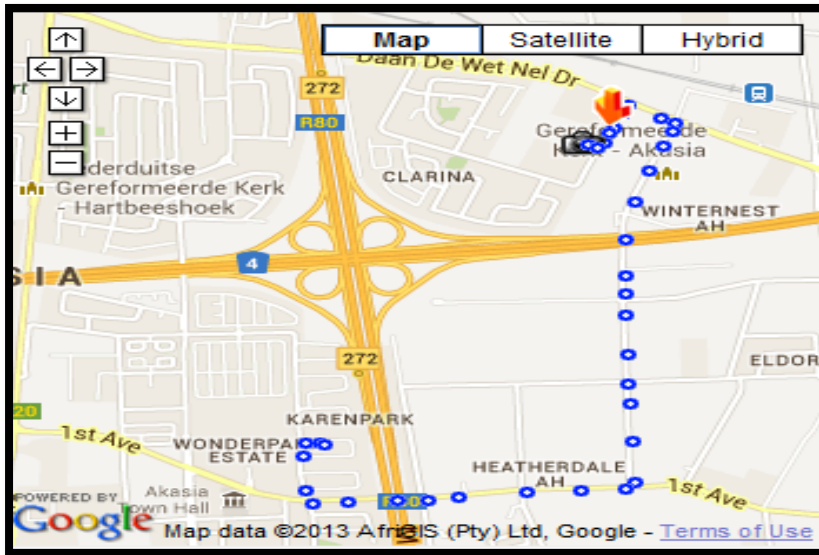 Map Satellite Hybrid
Daan De Wet Nel Dr
272
R80
Gereformeerde
Kerk - Akasia
CLARINA
Gereformeerde Kerk
- Hartbeeshoek
WINTERNEST
AH
4
SIA
272
ELDOR
KARENPARK
20
1st Ave
ESTATE
HEATHERDALE
AH
1st Ave
POWERED BY
Google
Akasia
Town Hall
Map data ©2013 AfriGIS (Pty) Ltd, Google - Terms of Use